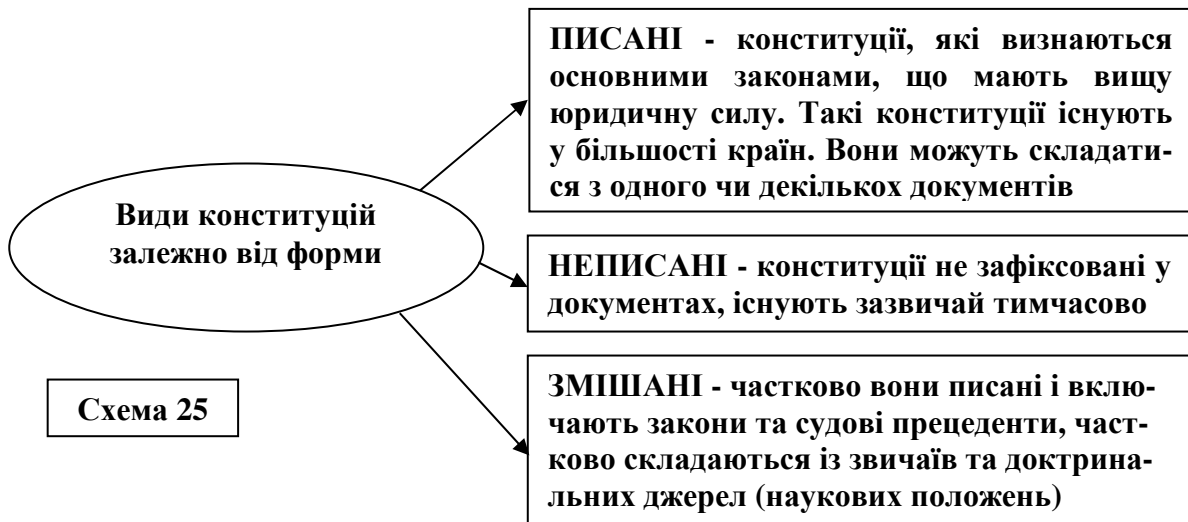 ПИСАНІ - конституції, які визнаються
основними законами, що мають вищу
юридичну силу. Такі конституції існують
у більшості країн. Вони можуть складати-
ся з одного чи декількох документів
Види конституцій
залежно від форми
НЕПИСАНІ - конституції не зафіксовані у
документах, існують зазвичай тимчасово
ЗМІШАНІ - частково вони писані і вклю-
чають закони та судові прецеденти, част-
ково складаються із звичаїв та доктрина-
льних джерел (наукових положень)
Схема 25